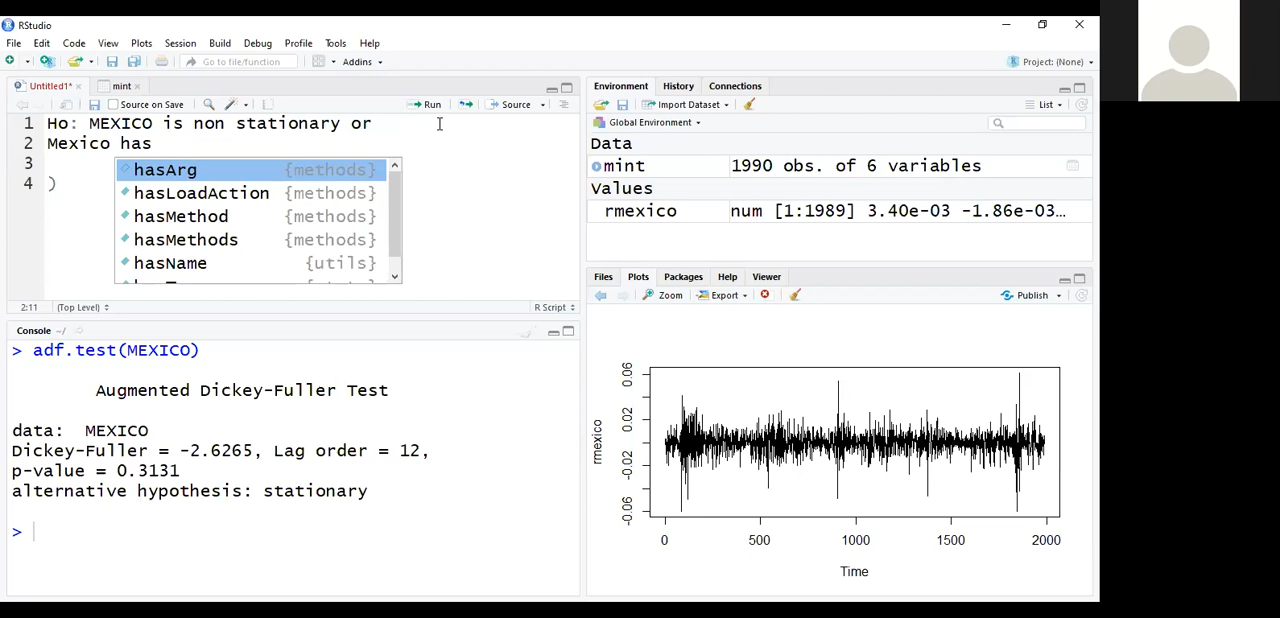 RStudio
File Edit Code View Plots Session Build Debug Profile Tools Help
Go to file/function Addins Project: (None)
Untitled1* mint
Source on Save Run Source
1 Ho: MEXICO is non stationary or
2 Mexico has
3
4 )
hasArg {methods}
hasLoadAction {methods}
hasMethod {methods}
hasMethods {methods}
hasName {utils}
2:11 (Top Level) R Script
Console ~/
> adf.test(MEXICO)
Augmented Dickey-Fuller Test
data: MEXICO
Dickey-Fuller = -2.6265, Lag order = 12,
p-value = 0.3131
alternative hypothesis: stationary
>
Environment History Connections
Import Dataset List
Global Environment
Data
mint 1990 obs. of 6 variables
Values
rmexico num [1:1989] 3.40e-03 -1.86e-03…
Files Plots Packages Help Viewer
Zoom Export Publish
rmexico
0.06
0.02
-0.02
-0.06
0 500 1000 1500 2000
Time